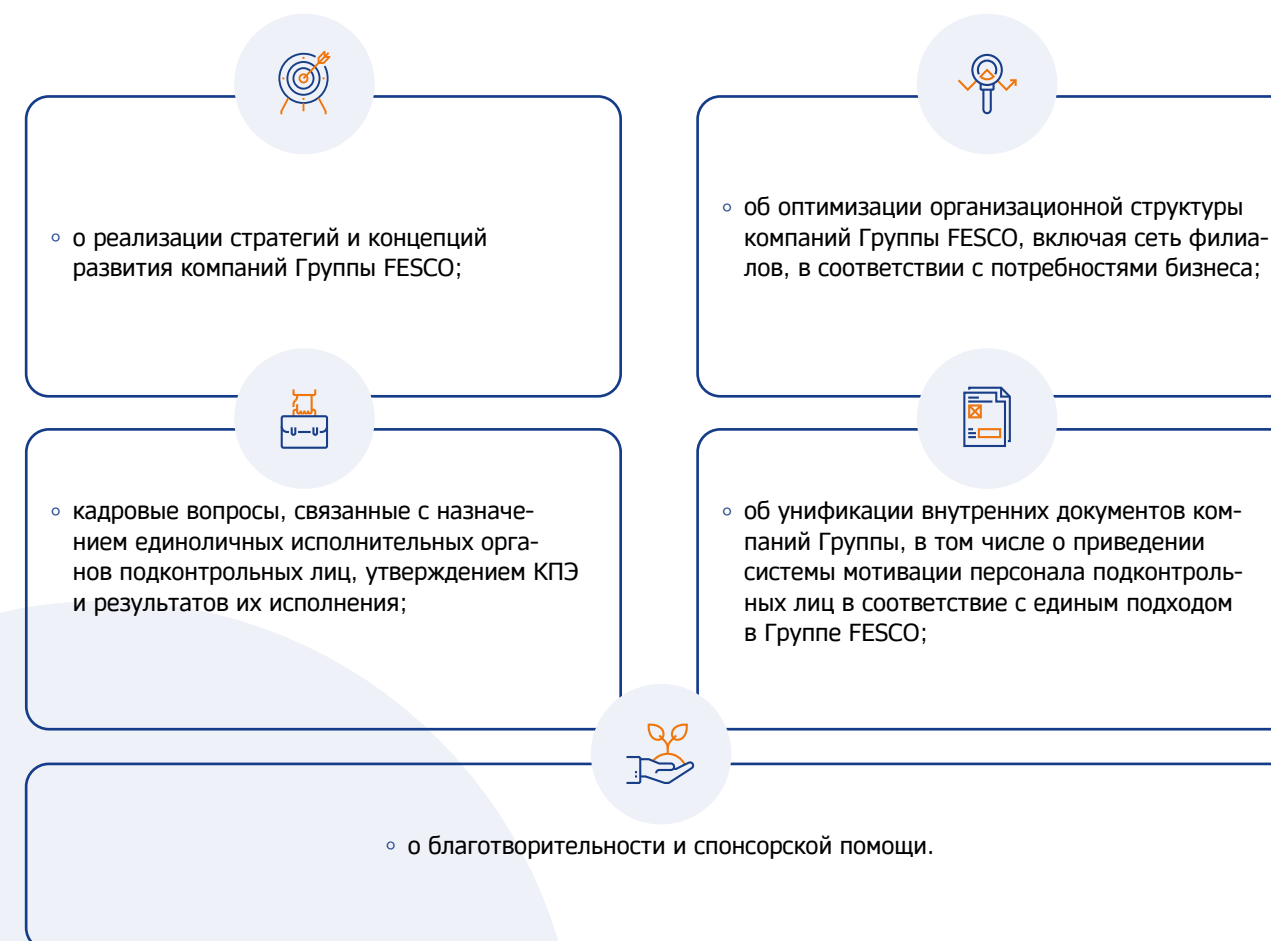 о реализации стратегий и концепций
развития компаний Группы FESCO;
об оптимизации организационной структуры
компаний Группы FESCO, включая сеть филиа-
лов, в соответствии с потребностями бизнеса;
кадровые вопросы, связанные с назначе-
нием единоличных исполнительных орга-
нов подконтрольных лиц, утверждением КПЭ
и результатов их исполнения;
об унификации внутренних документов ком-
паний Группы, в том числе о приведении
системы мотивации персонала подконтроль-
ных лиц в соответствие с единым подходом
в Группе FESCO;
о благотворительности и спонсорской помощи.